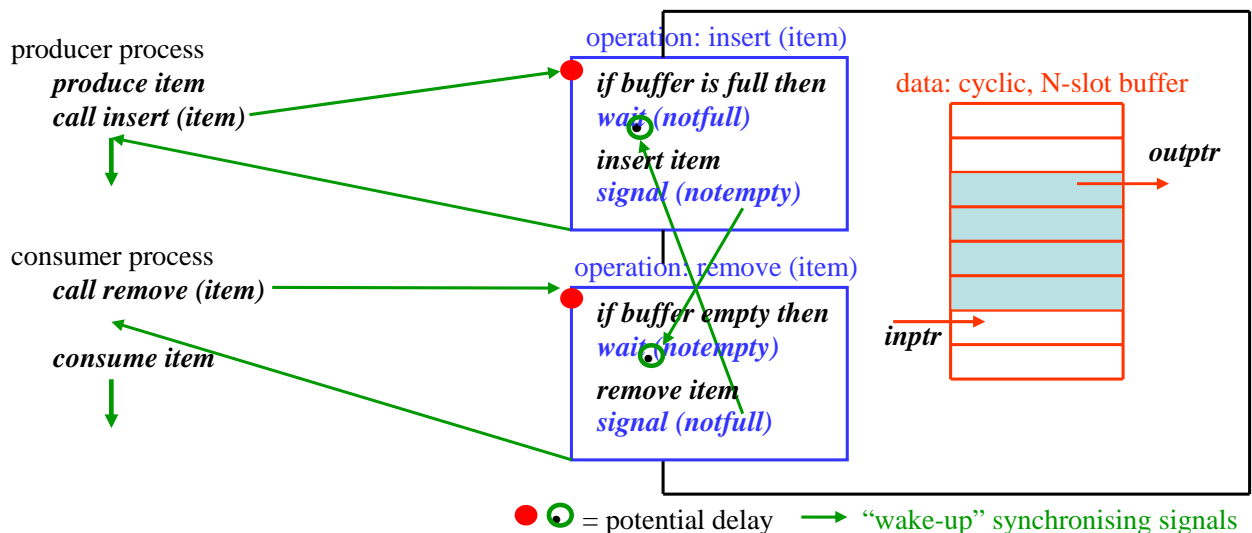 producer process
produce item
call insert (item)
consumer process
call remove (item)
consume item
operation: insert (item)
if buffer is full then
wait (notfull)
insert item
signal (notempty)
operation: remove (item)
if buffer empty then
wait (notempty)
remove item
signal (notfull)
data: cyclic, N-slot buffer
outptr
inptr
= potential delay
“wake-up” synchronising signals